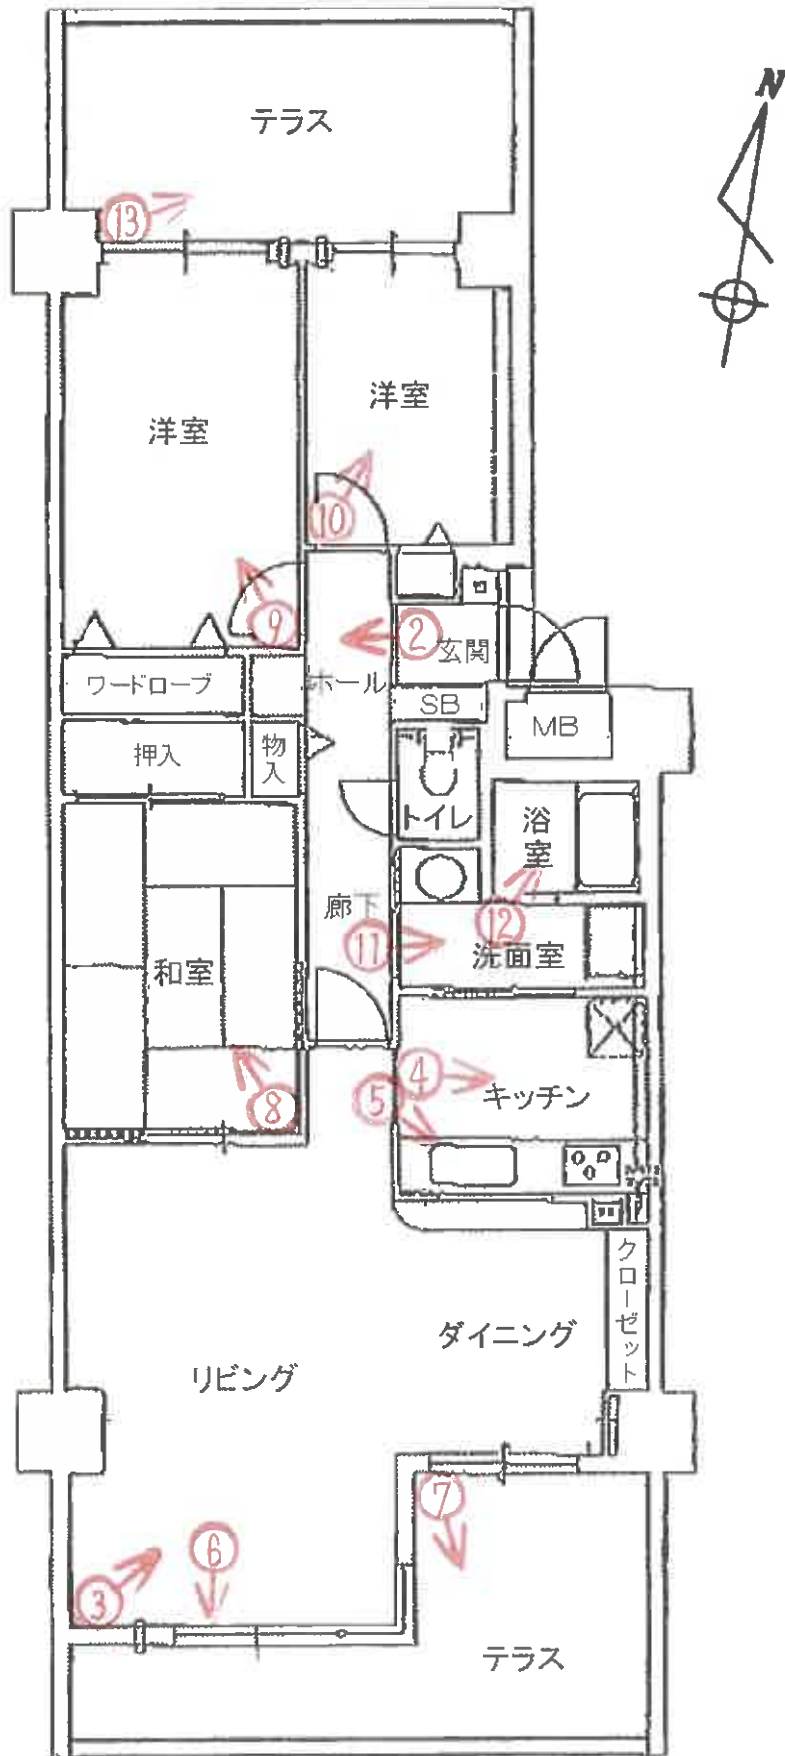 テラス
N
⑬
洋室
洋室
⑩
⑨
②
玄関
ワードローブ
ホール
SB
MB
押入
物入
トイレ
浴室
廊下
⑫
⑪
洗面室
和室
④
キッチン
⑤
⑧
クローゼット
ダイニング
リビング
⑦
⑥
③
テラス